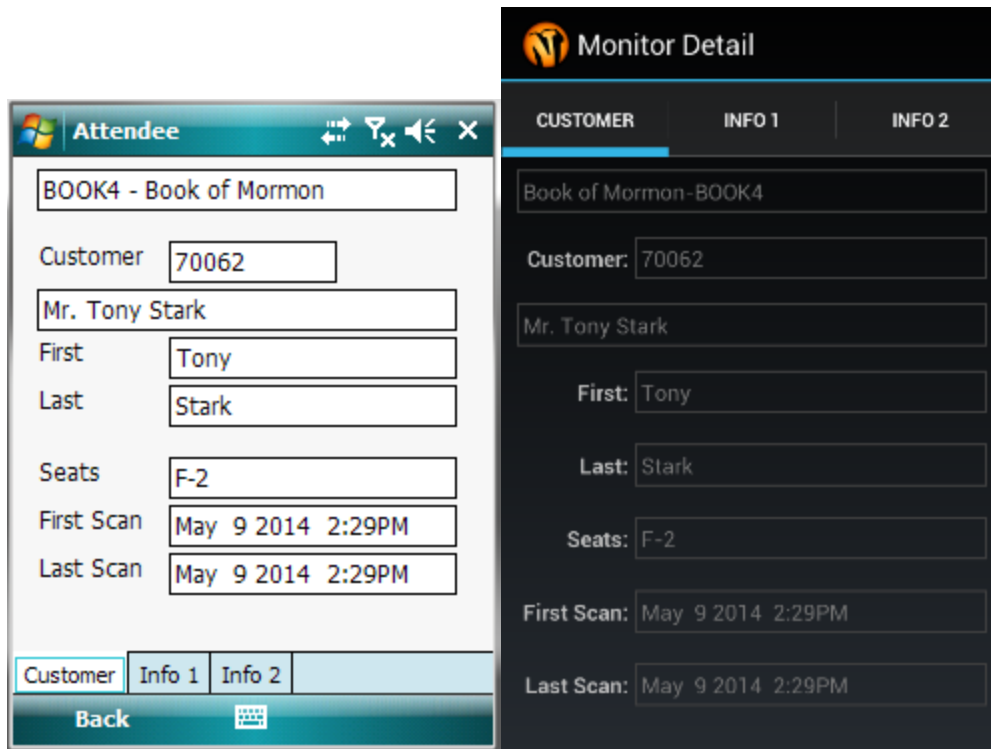 Attendee
BOOK4 - Book of Mormon
Customer 70062
Mr. Tony Stark
First Tony
Last Stark
Seats F-2
First Scan May  9 2014  2:29PM
Last Scan May  9 2014  2:29PM
Customer Info 1 Info 2
Back
Monitor Detail
CUSTOMER INFO 1 INFO 2
Book of Mormon-BOOK4
Customer: 70062
Mr. Tony Stark
First: Tony
Last: Stark
Seats: F-2
First Scan: May  9 2014  2:29PM
Last Scan: May  9 2014  2:29PM